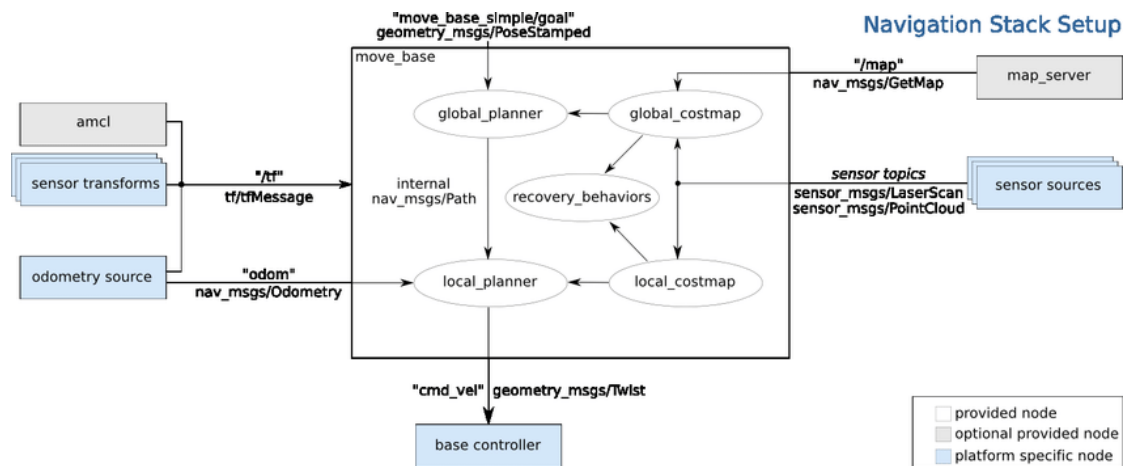 Navigation Stack Setup
"move_base_simple/goal"
geometry_msgs/PoseStamped
move_base
"/map"
nav_msgs/GetMap
map_server
amcl
global_planner
global_costmap
sensor transforms
"/tf"
tf/tfMessage
internal
nav_msgs/Path
recovery_behaviors
sensor topics
sensor_msgs/LaserScan
sensor_msgs/PointCloud
sensor sources
odometry source
"odom"
nav_msgs/Odometry
local_planner
local_costmap
"cmd_vel" geometry_msgs/Twist
base controller
provided node
optional provided node
platform specific node